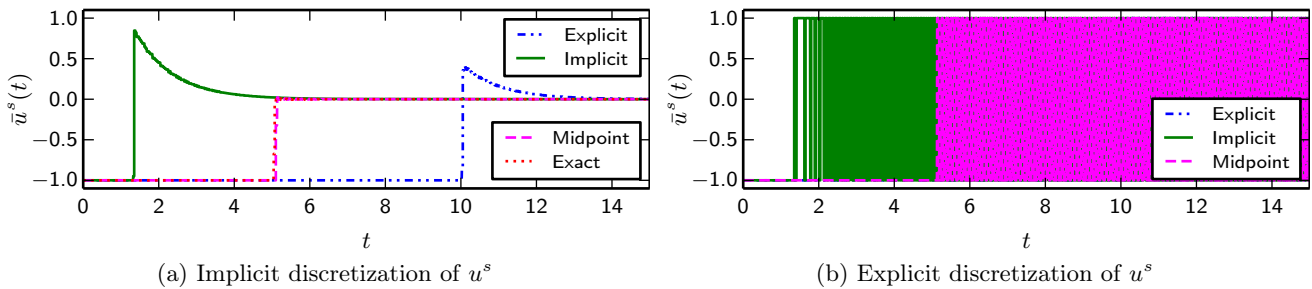 1.0
0.5
0.0
−0.5
−1.0
ū^s(t)
Explicit
Implicit
Midpoint
Exact
0 2 4 6 8 10 12 14
t
(a) Implicit discretization of u^s
1.0
0.5
0.0
−0.5
−1.0
ū^s(t)
Explicit
Implicit
Midpoint
0 2 4 6 8 10 12 14
t
(b) Explicit discretization of u^s